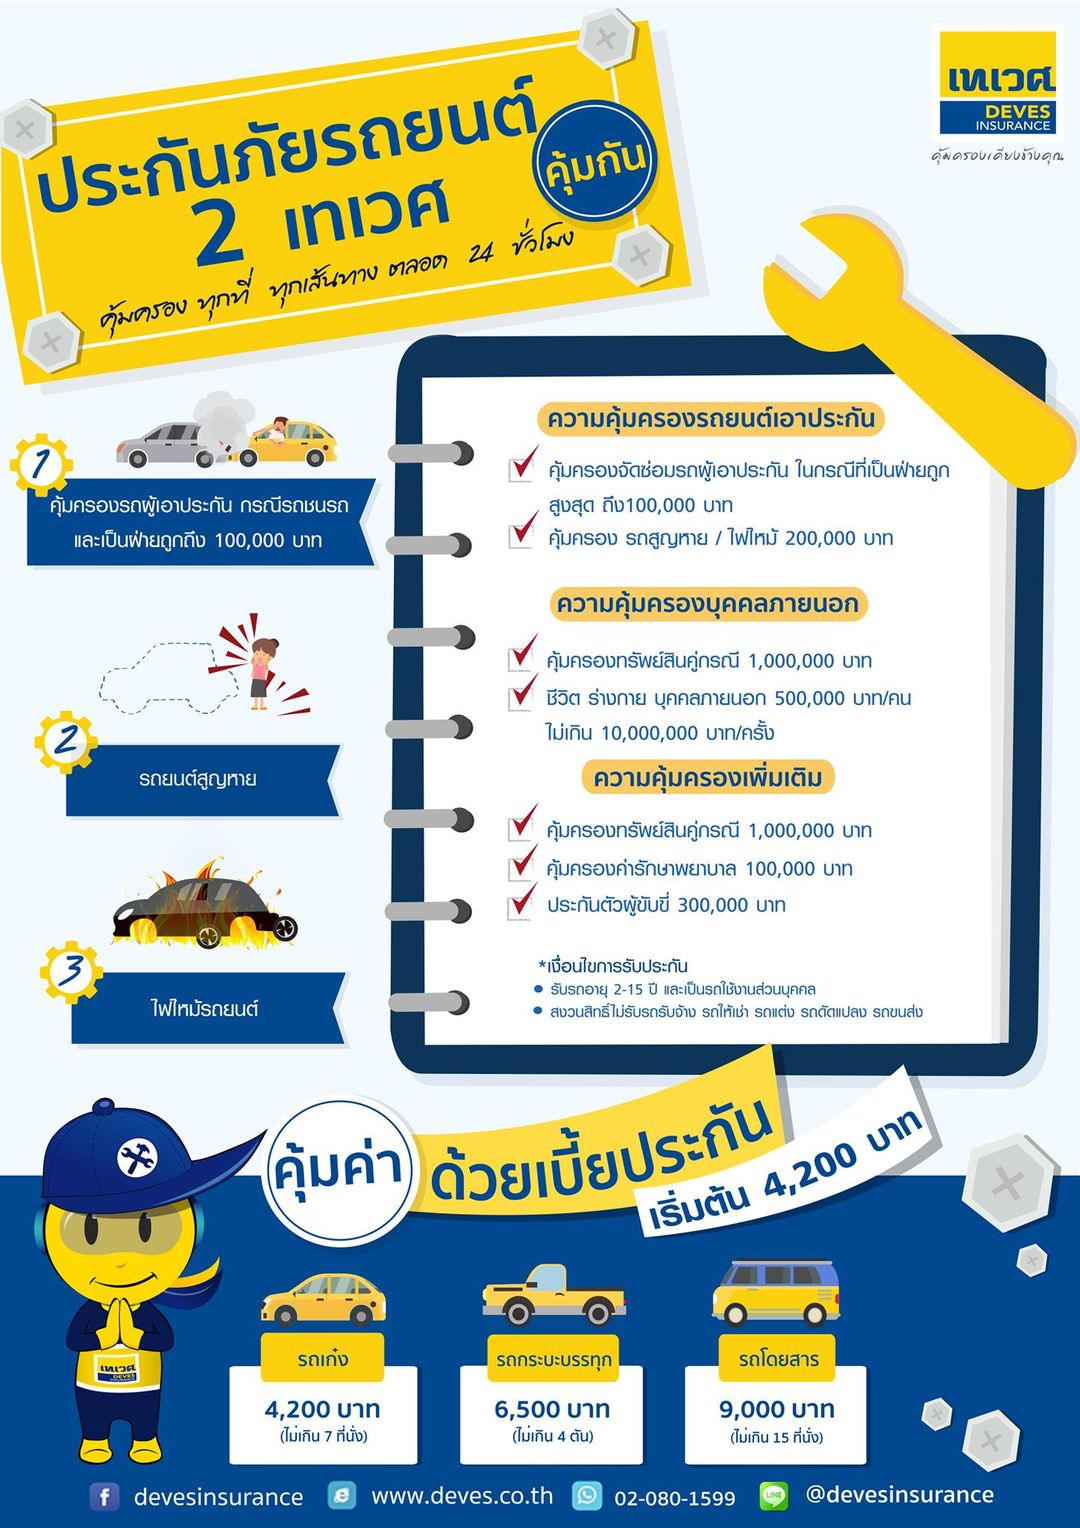 เทเวศ
DEVES
INSURANCE
คุ้มครองเคียงข้างคุณ
ประกันภัยรถยนต์
2 เทเวศ
คุ้มกัน
คุ้มครอง ทุกที่ ทุกเส้นทาง ตลอด 24 ชั่วโมง
1
คุ้มครองรถผู้เอาประกัน กรณีรถชนรถ
และเป็นฝ่ายถูกถึง 100,000 บาท
2
รถยนต์สูญหาย
3
ไฟไหม้รถยนต์
ความคุ้มครองรถยนต์เอาประกัน
คุ้มครองจัดซ่อมรถผู้เอาประกัน ในกรณีที่เป็นฝ่ายถูก
สูงสุด ถึง100,000 บาท
คุ้มครอง รถสูญหาย / ไฟไหม้ 200,000 บาท
ความคุ้มครองบุคคลภายนอก
คุ้มครองทรัพย์สินคู่กรณี 1,000,000 บาท
ชีวิต ร่างกาย บุคคลภายนอก 500,000 บาท/คน
ไม่เกิน 10,000,000 บาท/ครั้ง
ความคุ้มครองเพิ่มเติม
คุ้มครองทรัพย์สินคู่กรณี 1,000,000 บาท
คุ้มครองค่ารักษาพยาบาล 100,000 บาท
ประกันตัวผู้ขับขี่ 300,000 บาท
*เงื่อนไขการรับประกัน
• รับรถอายุ 2-15 ปี และเป็นรถใช้งานส่วนบุคคล
• สงวนสิทธิ์ไม่รับรถรับจ้าง รถให้เช่า รถแต่ง รถดัดแปลง รถขนส่ง
คุ้มค่า ด้วยเบี้ยประกัน
เริ่มต้น 4,200 บาท
เทเวศ
DEVES
INSURANCE
รถเก๋ง
4,200 บาท
(ไม่เกิน 7 ที่นั่ง)
รถกระบะบรรทุก
6,500 บาท
(ไม่เกิน 4 ตัน)
รถโดยสาร
9,000 บาท
(ไม่เกิน 15 ที่นั่ง)
f devesinsurance
www.deves.co.th
02-080-1599
LINE @devesinsurance